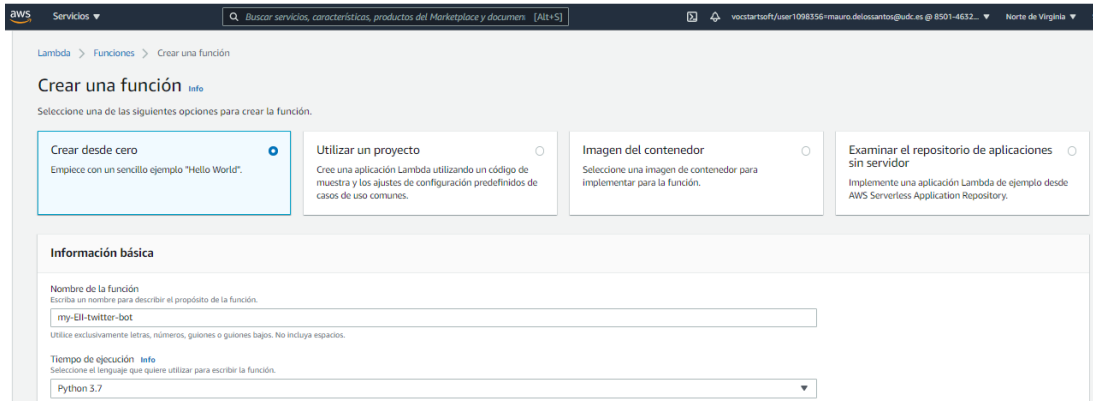 aws Servicios ▼ Buscar servicios, características, productos del Marketplace y documen [Alt+S] vocstartsoft/user1098356=mauro.delossantos@udc.es @ 8501-4632... ▼ Norte de Virginia ▼
Lambda > Funciones > Crear una función
Crear una función Info
Seleccione una de las siguientes opciones para crear la función.
Crear desde cero
Empiece con un sencillo ejemplo "Hello World".
Utilizar un proyecto
Cree una aplicación Lambda utilizando un código de
muestra y los ajustes de configuración predefinidos de
casos de uso comunes.
Imagen del contenedor
Seleccione una imagen de contenedor para
implementar para la función.
Examinar el repositorio de aplicaciones
sin servidor
Implemente una aplicación Lambda de ejemplo desde
AWS Serverless Application Repository.
Información básica
Nombre de la función
Escriba un nombre para describir el propósito de la función.
my-EII-twitter-bot
Utilice exclusivamente letras, números, guiones o guiones bajos. No incluya espacios.
Tiempo de ejecución Info
Seleccione el lenguaje que quiere utilizar para escribir la función.
Python 3.7